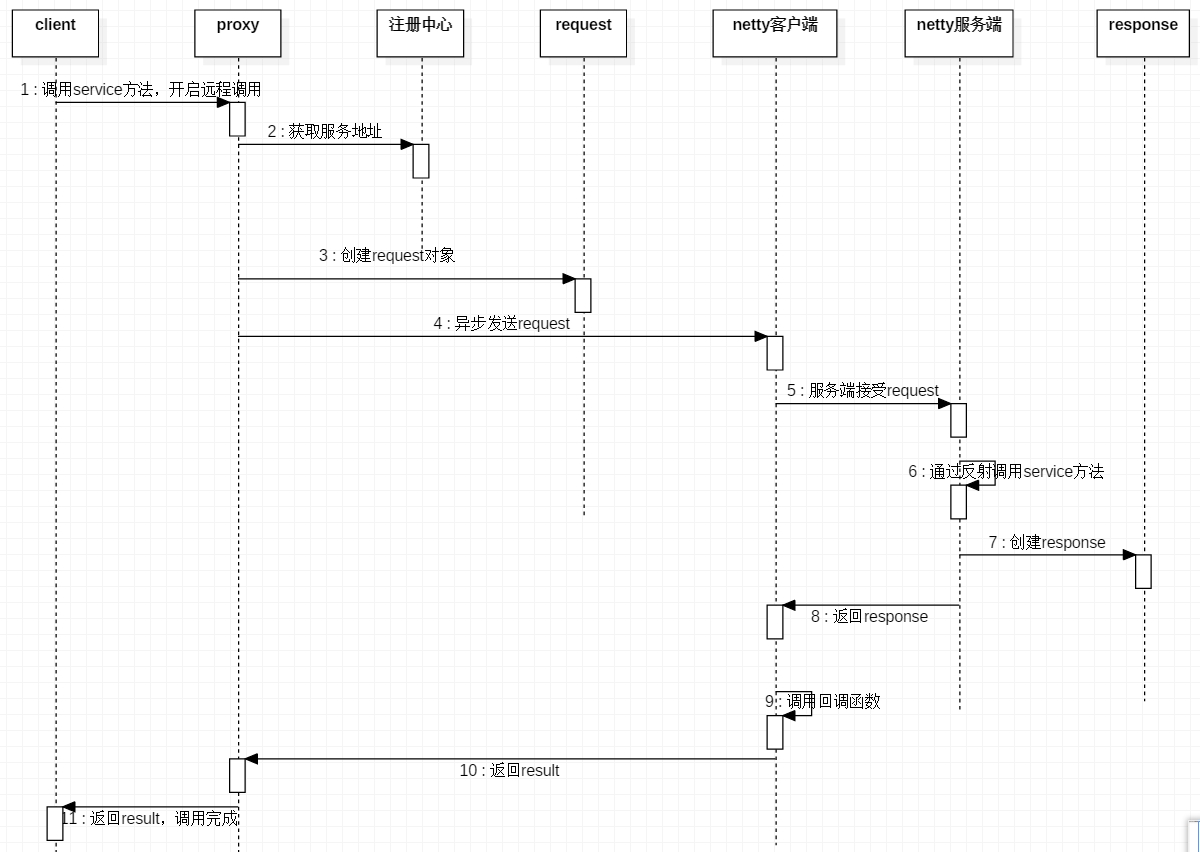 client
proxy
注册中心
request
netty客户端
netty服务端
response
1 : 调用service方法，开启远程调用
2 : 获取服务地址
3 : 创建request对象
4 : 异步发送request
5 : 服务端接受request
6 : 通过反射调用service方法
7 : 创建response
8 : 返回response
9 : 调用回调函数
10 : 返回result
11 : 返回result，调用完成